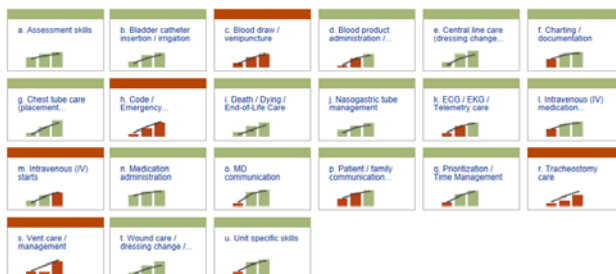 a. Assessment skills
b. Bladder catheter
insertion / irrigation
c. Blood draw /
venipuncture
d. Blood product
administration /...
e. Central line care
(dressing change...
f. Charting /
documentation
g. Chest tube care
(placement...
h. Code /
Emergency...
i. Death / Dying /
End-of-Life Care
j. Nasogastric tube
management
k. ECG / EKG /
Telemetry care
l. Intravenous (IV)
medication...
m. Intravenous (IV)
starts
n. Medication
administration
o. MD
communication
p. Patient / family
communication...
q. Prioritization /
Time Management
r. Tracheostomy
care
s. Vent care /
management
t. Wound care /
dressing change /...
u. Unit specific skills